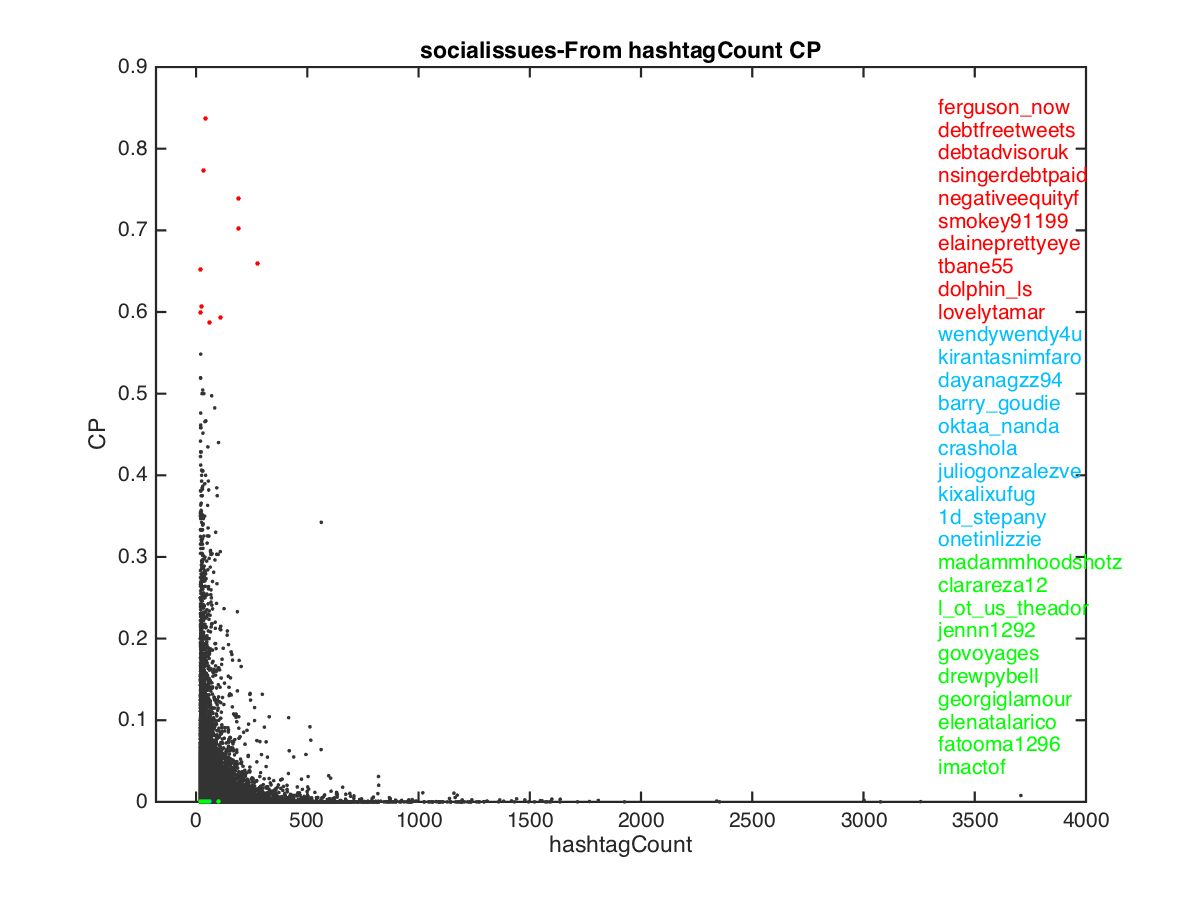 socialissues-From hashtagCount CP
0.9
0.8
0.7
0.6
0.5
0.4
0.3
0.2
0.1
0
CP
0 500 1000 1500 2000 2500 3000 3500 4000
hashtagCount
ferguson_now
debtfreetweets
debtadvisoruk
nsingerdebtpaid
negativeequityf
smokey91199
elaineprettyeye
tbane55
dolphin_ls
lovelytamar
wendywendy4u
kirantasnimfaro
dayanagzz94
barry_goudie
oktaa_nanda
crashola
juliogonzalezve
kixalixufug
1d_stepany
onetinlizzie
madammhoodshotz
clarareza12
l_ot_us_theador
jennn1292
govoyages
drewpybell
georgiglamour
elenatalarico
fatooma1296
imactof